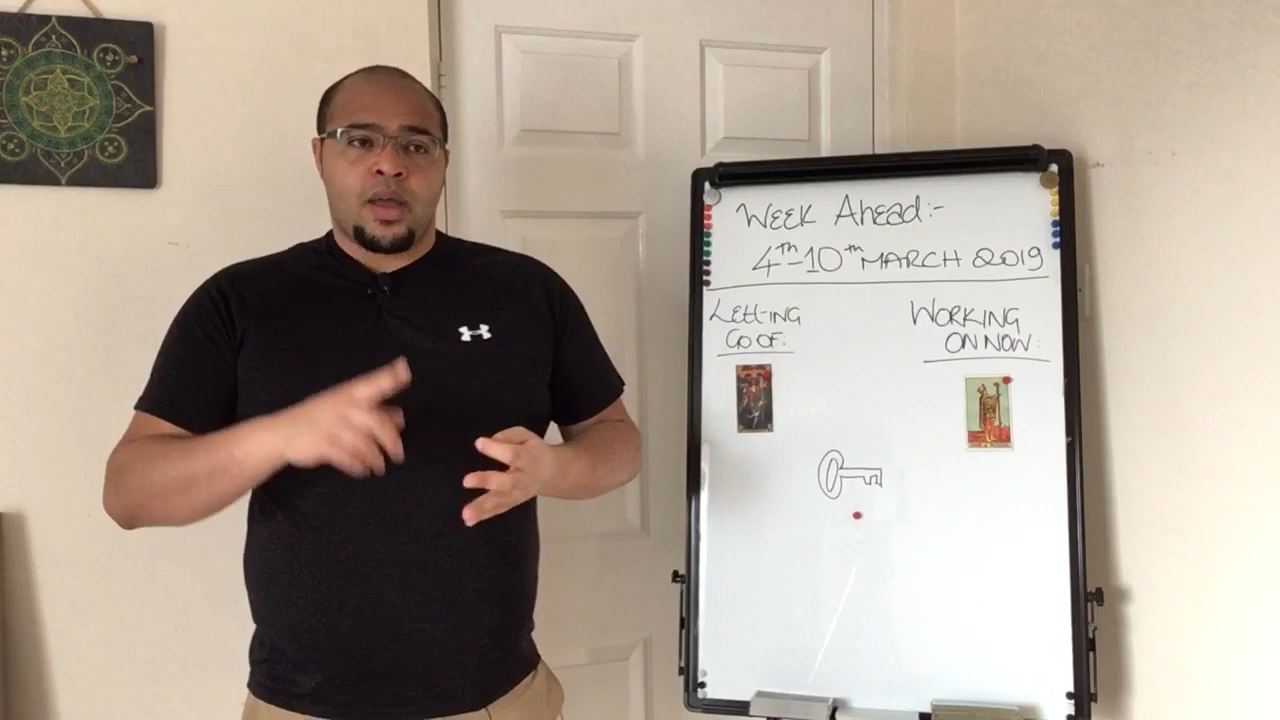 WEEK AHEAD:-
4th-10th MARCH 2019
LETTING
GO OF:
WORKING
ON NOW: